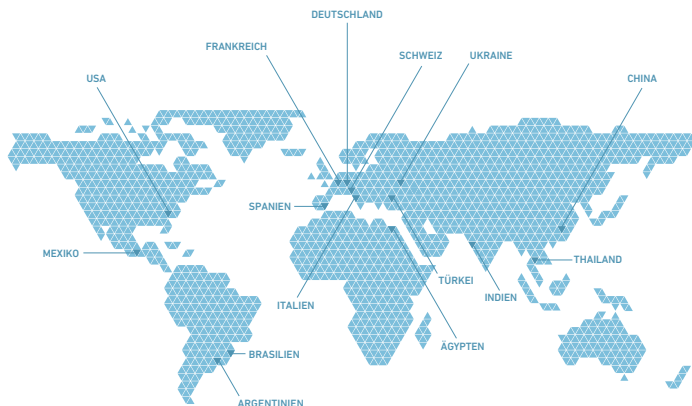 DEUTSCHLAND
FRANKREICH
SCHWEIZ
UKRAINE
USA
CHINA
SPANIEN
MEXIKO
THAILAND
TÜRKEI
INDIEN
ITALIEN
ÄGYPTEN
BRASILIEN
ARGENTINIEN